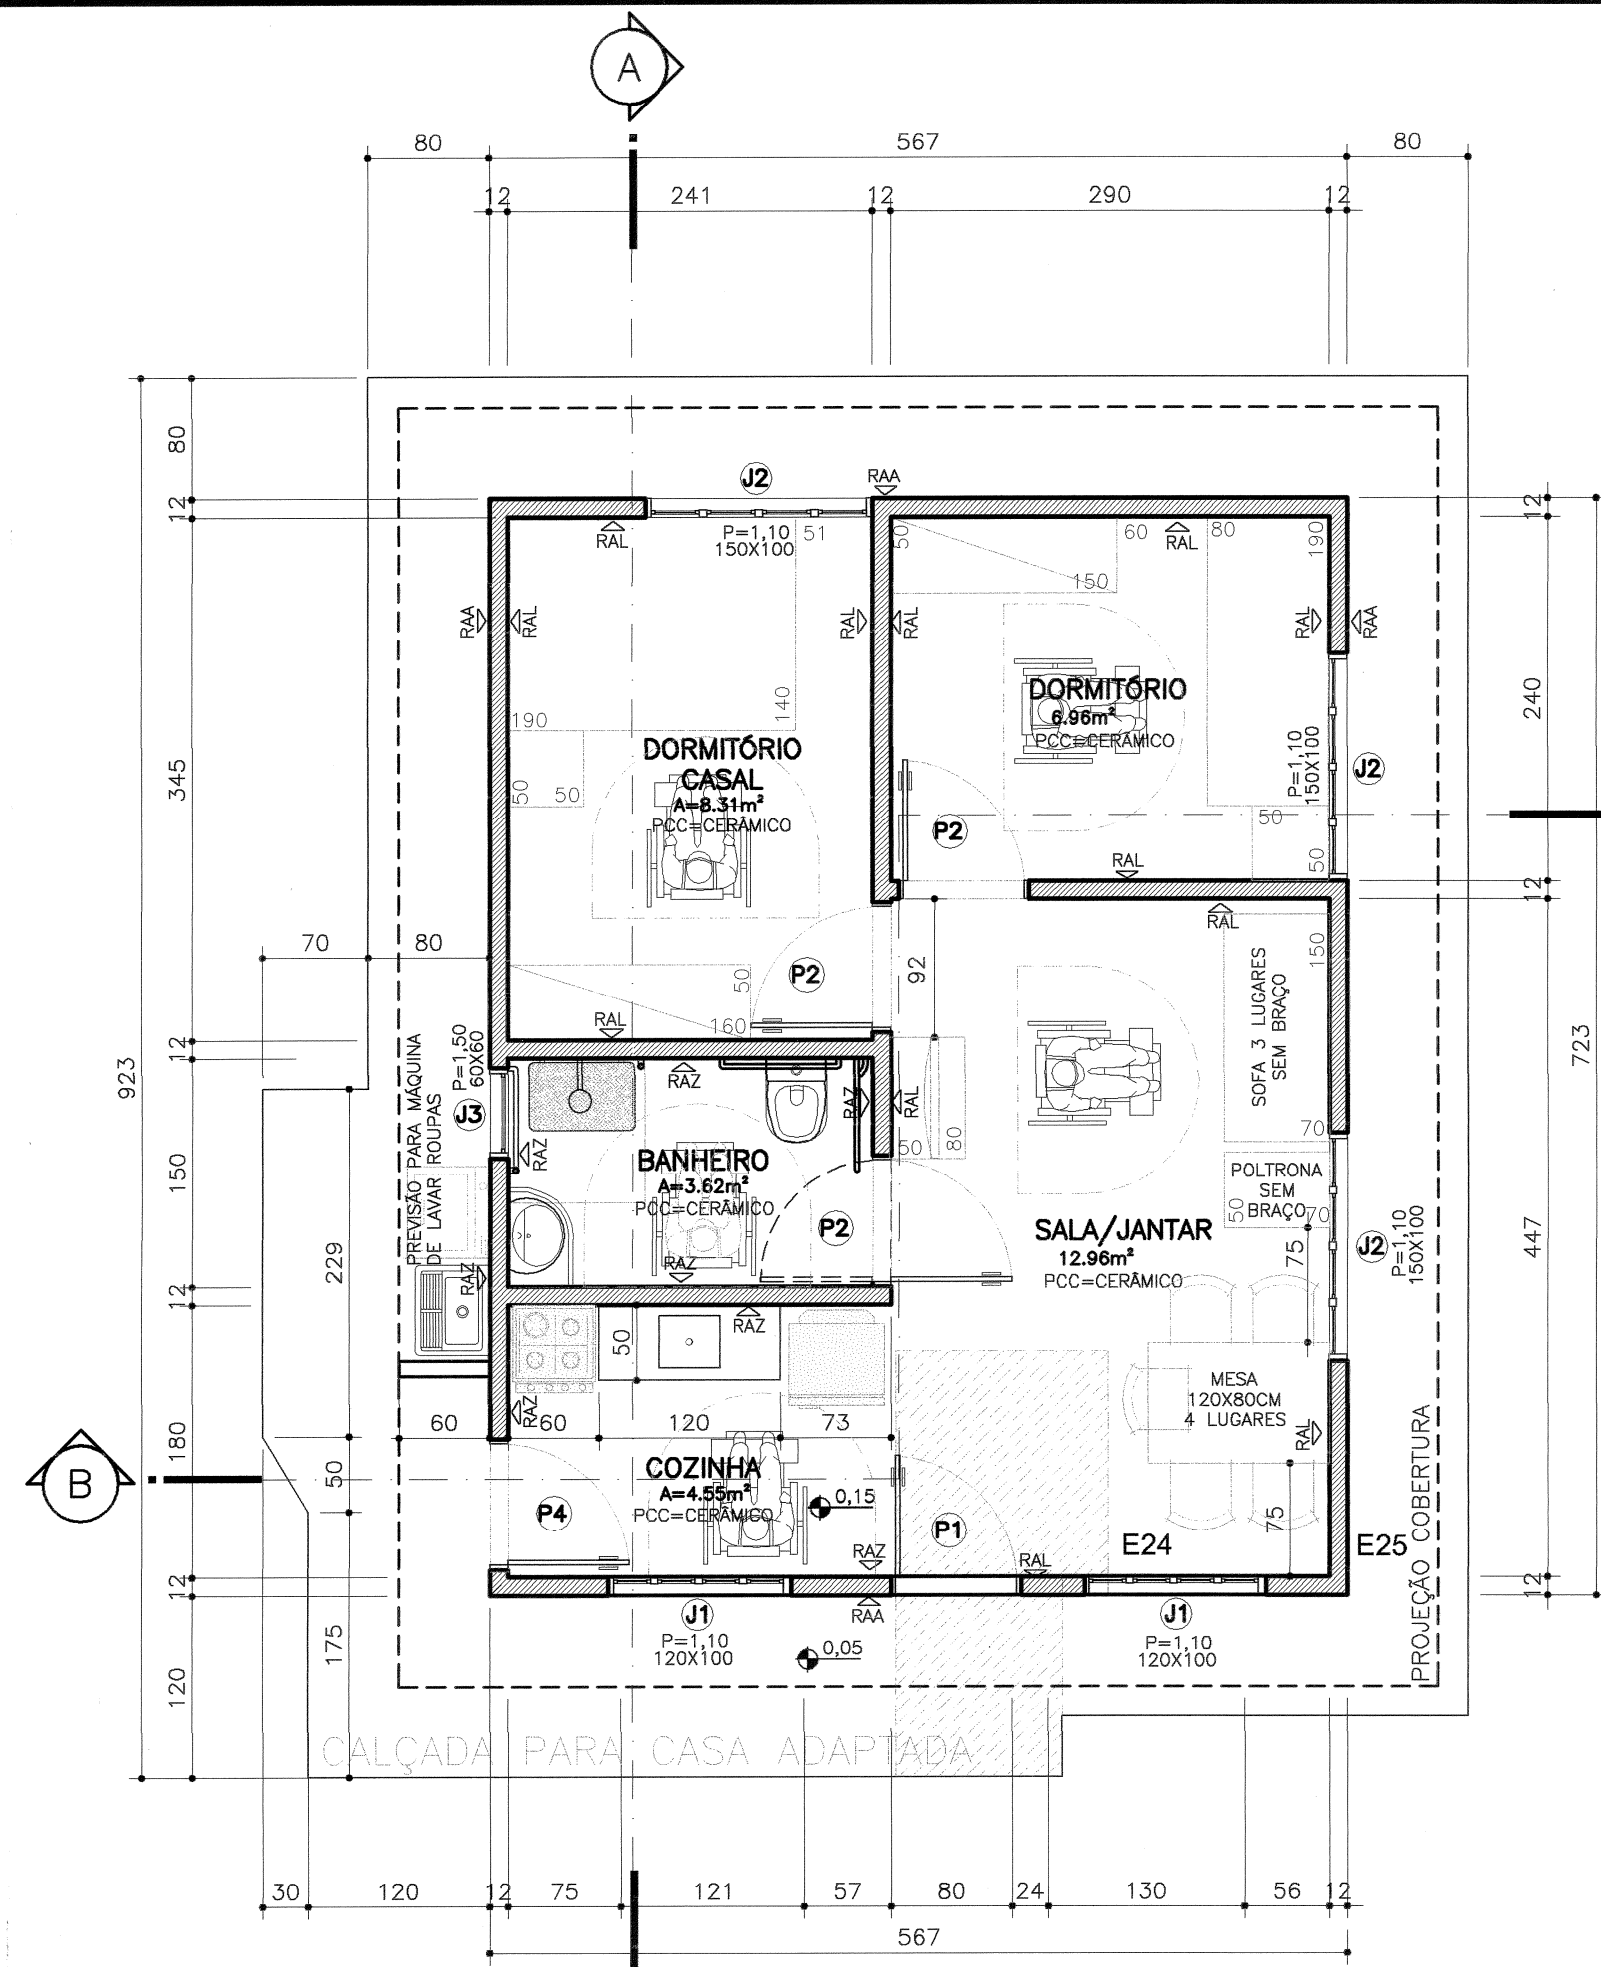 A
80 567 80
12 241 12 290 12
J2
RAA
RAL
P=1,10
150X100
51
50
60
RAL
80
190
150
RAA
RAL
RAL
RAL
RAL
RAA
80
12
345
12
150
12
180
12
120
923
12
240
12
447
12
723
190
140
50
50
DORMITÓRIO
CASAL
A=8.31m²
PCC=CERÂMICO
DORMITÓRIO
6.96m²
PCC=CERÂMICO
P=1,10
150X100
J2
P2
50
50
RAL
RAL
70 80
50
160
P2
92
RAL
150
SOFA 3 LUGARES
SEM BRAÇO
70
P=1,50
60X60
J3
PREVISÃO PARA MÁQUINA
DE LAVAR ROUPAS
RAZ
RAZ
RAZ
RAL
50
80
BANHEIRO
A=3.62m²
PCC=CERÂMICO
RAZ
P2
POLTRONA
SEM
BRAÇO
50
70
75
SALA/JANTAR
12.96m²
PCC=CERÂMICO
J2
P=1,10
150X100
229
RAZ
RAZ
50
RAZ
MESA
120X80CM
4 LUGARES
RAL
60 60 120 73
B
50
COZINHA
A=4.55m²
PCC=CERÂMICO
0,15
P4
P1
75
E24
E25
RAZ
RAL
RAA
J1
P=1,10
120X100
0,05
J1
P=1,10
120X100
PROJEÇÃO COBERTURA
175
CALÇADA PARA CASA ADAPTADA
30 120 12 75 121 57 80 24 130 56 12
567